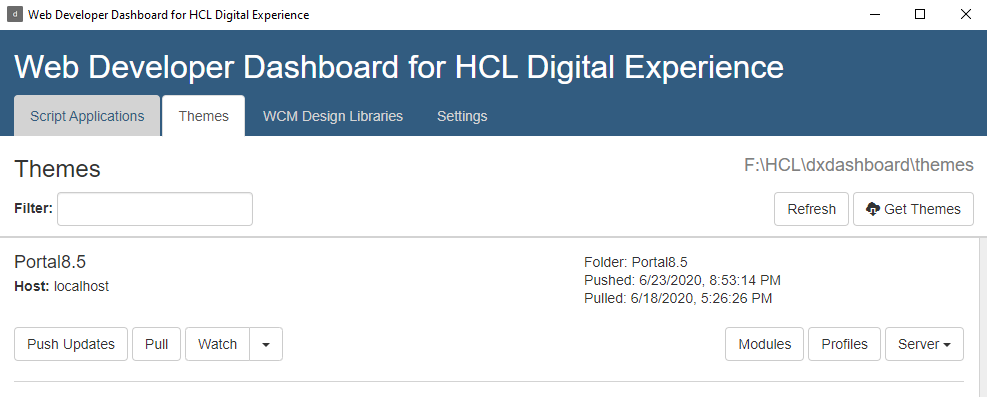 d Web Developer Dashboard for HCL Digital Experience
Web Developer Dashboard for HCL Digital Experience
Script Applications Themes WCM Design Libraries Settings
Themes F:\HCL\dxdashboard\themes
Filter: Refresh Get Themes
Portal8.5 Folder: Portal8.5
Host: localhost Pushed: 6/23/2020, 8:53:14 PM
Pulled: 6/18/2020, 5:26:26 PM
Push Updates Pull Watch Modules Profiles Server